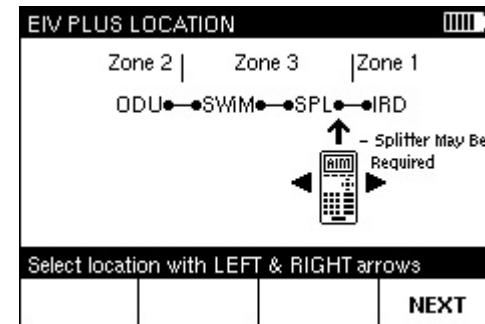 EIV PLUS LOCATION
Zone 2 | Zone 3 |Zone 1
ODU SWiM SPL IRD
- Splitter May Be
AIM Required
Select location with LEFT & RIGHT arrows
NEXT